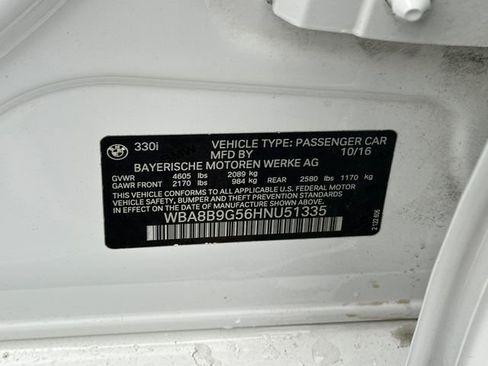 330i VEHICLE TYPE: PASSENGER CAR
MFD BY 10/16
BAYERISCHE MOTOREN WERKE AG
GVWR 4605 lbs 2089 kg
GAWR FRONT 2170 lbs 984 kg REAR 2580 lbs 1170 kg
THIS CONFORMS TO ALL APPLICABLE U.S. FEDERAL MOTOR
VEHICLE SAFETY, BUMPER AND THEFT PREVENTION
STANDARDS IN EFFECT ON THE DATE OF MANUFACTURE SHOWN ABOVE.
WBA8B9G56HNU51335